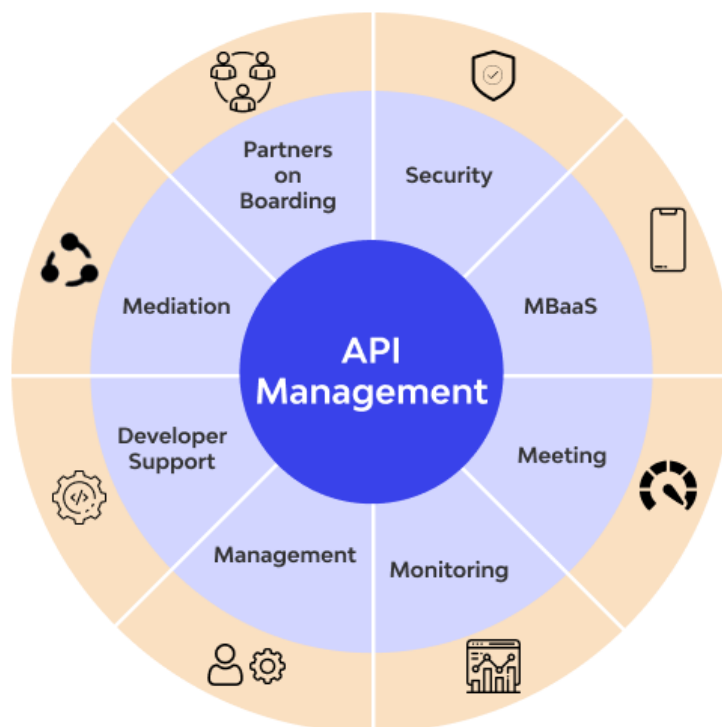 Partners
on
Boarding
Security
Mediation
MBaaS
API
Management
Developer
Support
Meeting
Management
Monitoring